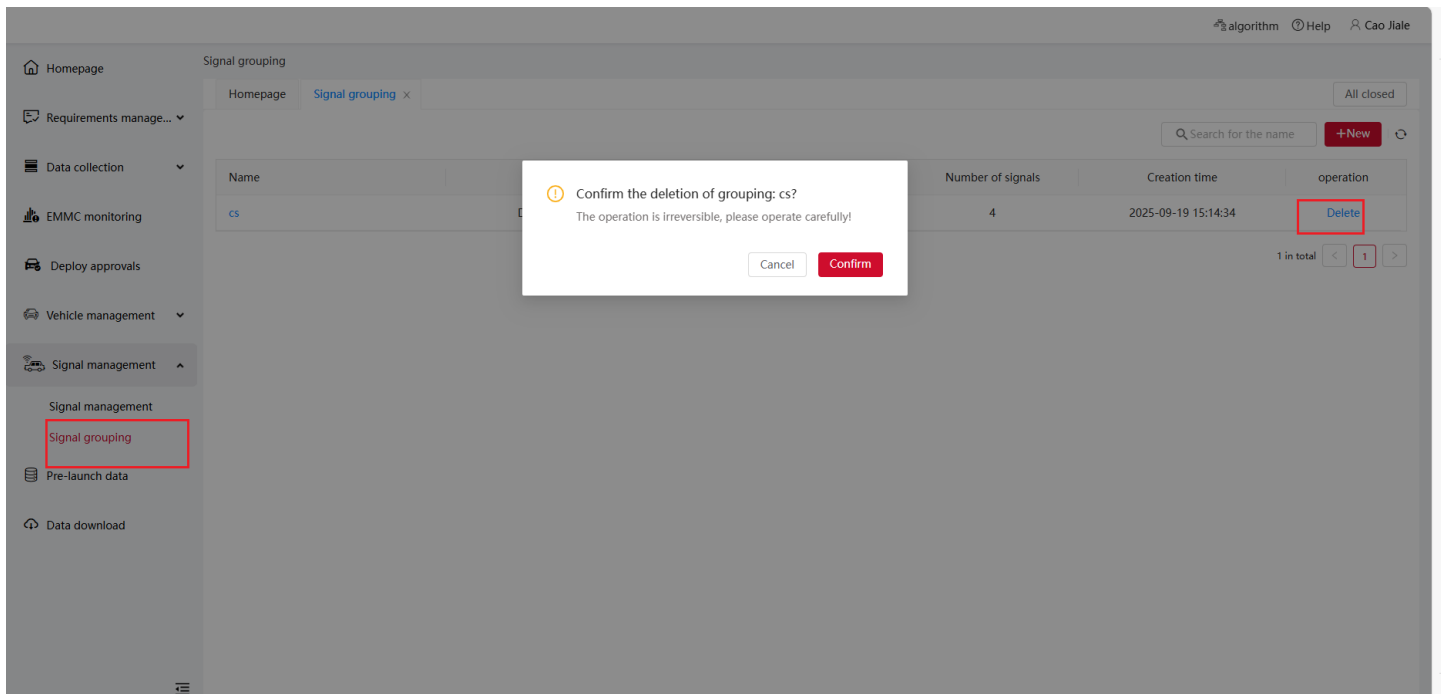 algorithm Help Cao Jiale
Homepage
Signal grouping
Homepage Signal grouping × All closed
Requirements manage...
Search for the name +New
Data collection
Name Number of signals Creation time operation
Confirm the deletion of grouping: cs?
EMMC monitoring
cs 4 2025-09-19 15:14:34 Delete
The operation is irreversible, please operate carefully!
Deploy approvals
1 in total < 1 >
Cancel Confirm
Vehicle management
Signal management
Signal management
Signal grouping
Pre-launch data
Data download